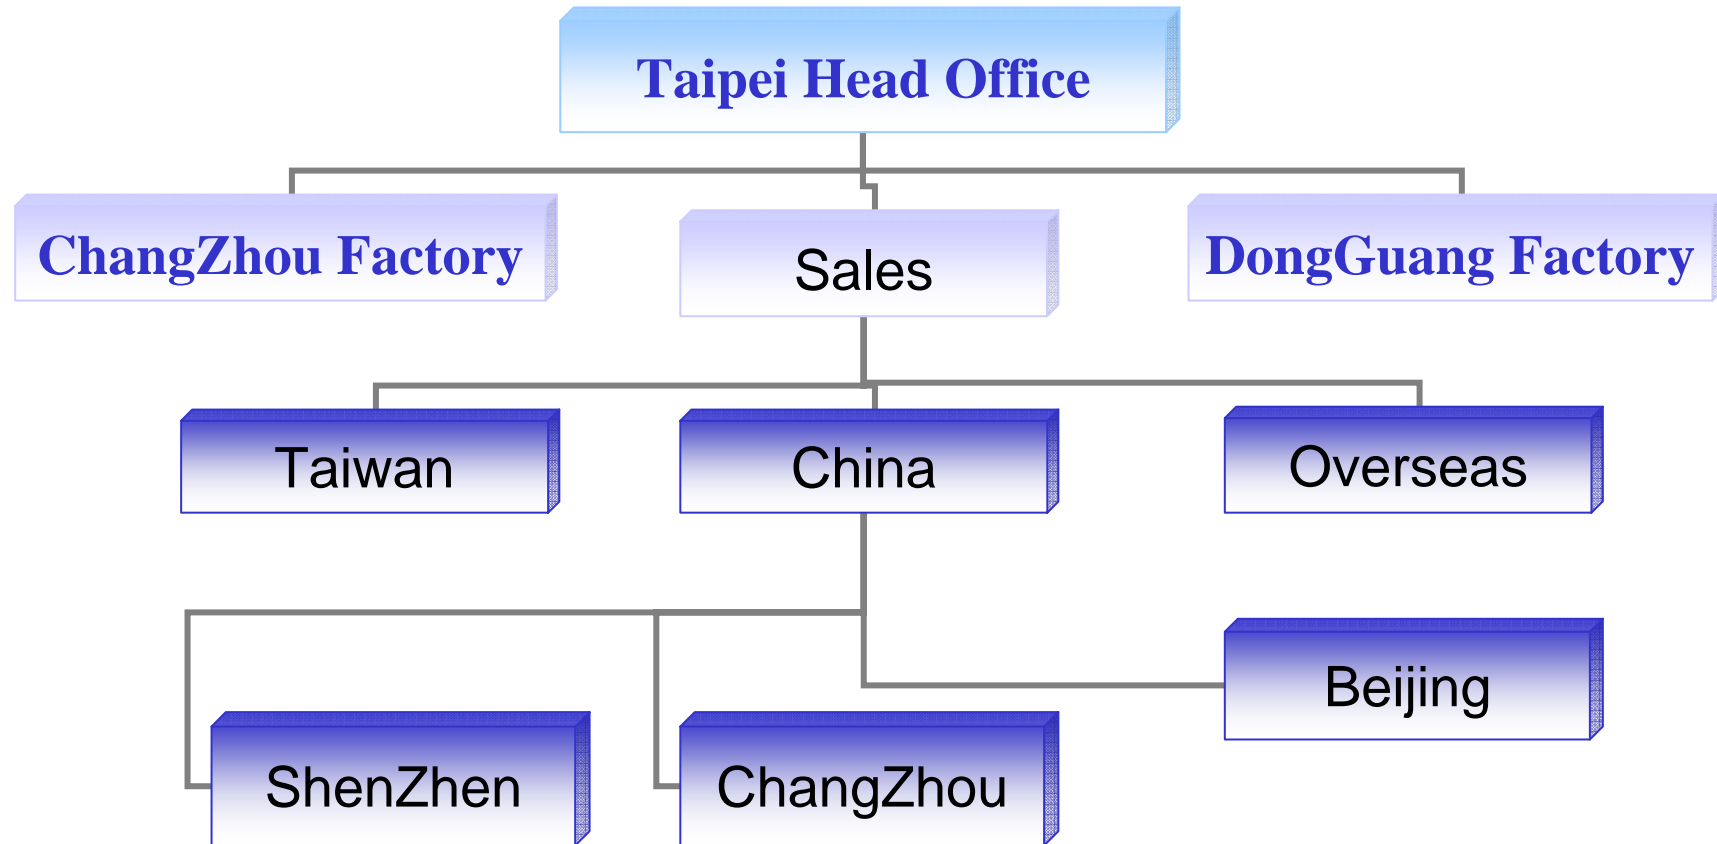 Taipei Head Office
ChangZhou Factory
Sales
DongGuang Factory
Taiwan
China
Overseas
Beijing
ShenZhen
ChangZhou